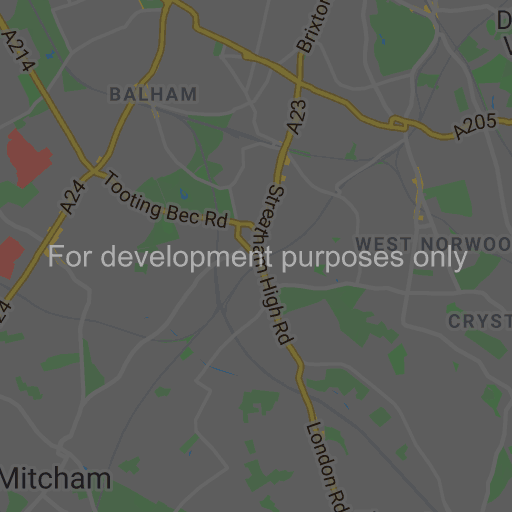 D
Brixton
A214
BALHAM
A23
A205
A24
Tooting Bec Rd
WEST NORWOO
For development purposes only
Streatham High Rd
24
CRYST
London Rd
Mitcham